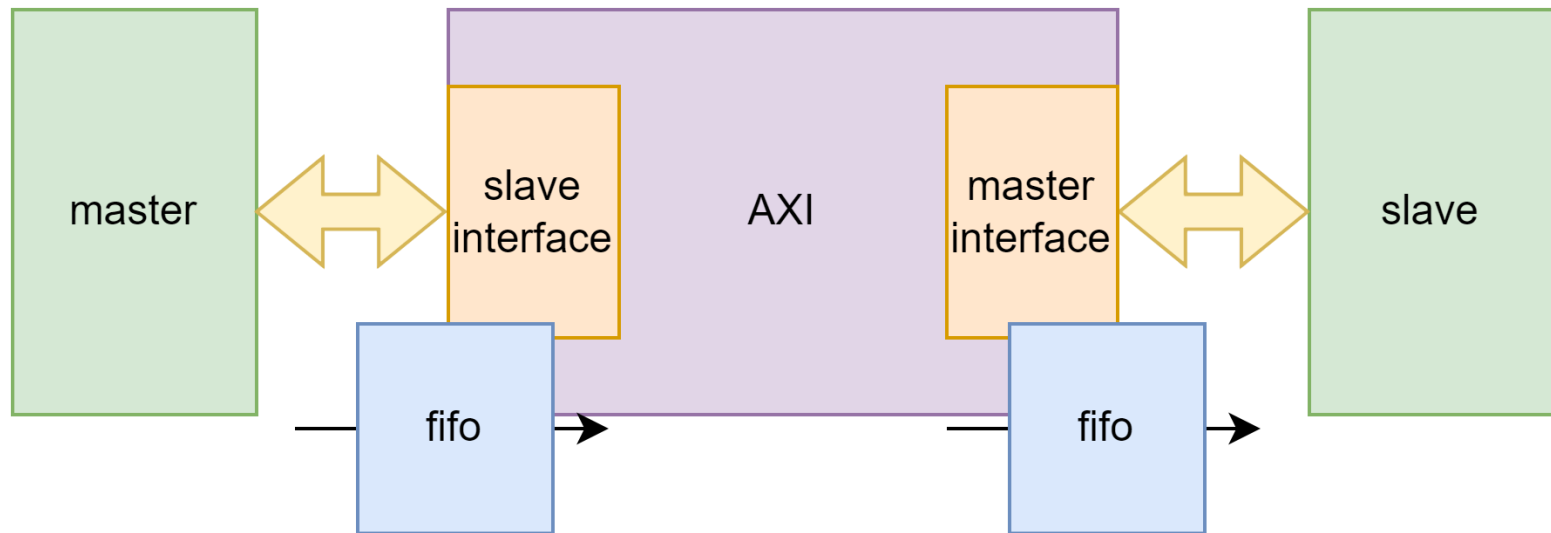 master
slave
interface
AXI
master
interface
slave
fifo
fifo